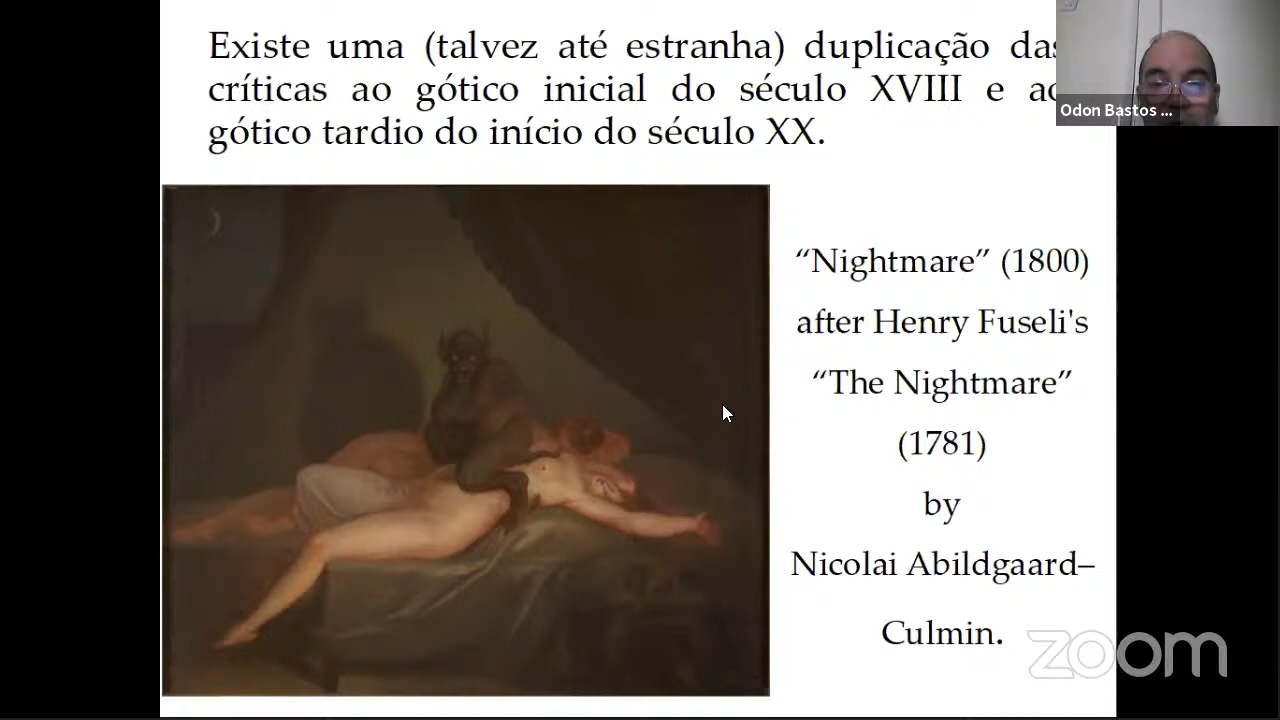 Existe uma (talvez até estranha) duplicação das
críticas ao gótico inicial do século XVIII e ao
gótico tardio do início do século XX.
Odon Bastos ...
“Nightmare” (1800)
after Henry Fuseli's
“The Nightmare”
(1781)
by
Nicolai Abildgaard–
Culmin.
zoom